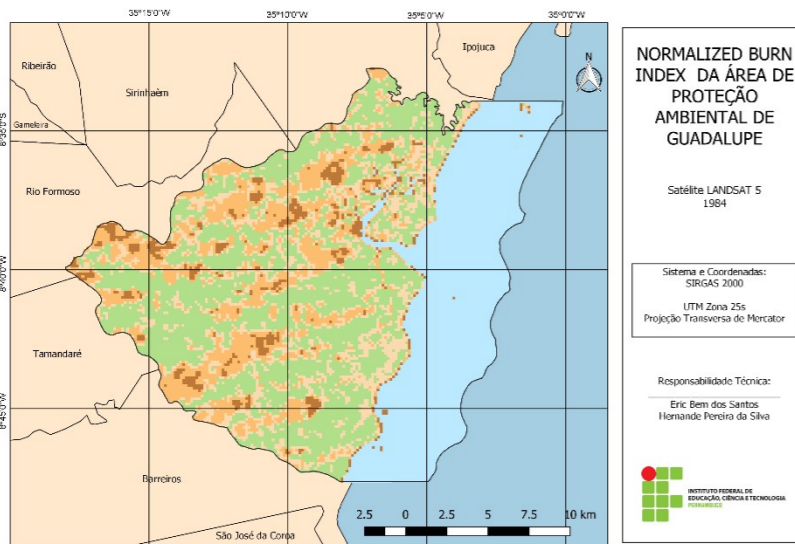 35°15'0"W
35°10'0"W
35°5'0"W
35°0'0"W
Ipojuca
Ribeirão
Sirinhaém
Gameleira
N
8°35'0"S
Rio Formoso
8°40'0"S
Tamandaré
8°45'0"S
Barreiros
São José da Coroa
2.5 0 2.5 5 7.5 10 km
NORMALIZED BURN
INDEX DA ÁREA DE
PROTEÇÃO
AMBIENTAL DE
GUADALUPE
Satélite LANDSAT 5
1984
Sistema e Coordenadas:
SIRGAS 2000
UTM Zona 25s
Projeção Transversa de Mercator
Responsabilidade Técnica:
Eric Bem dos Santos
Hernande Pereira da Silva
INSTITUTO FEDERAL DE
EDUCAÇÃO, CIÊNCIA E TECNOLOGIA
PERNAMBUCO